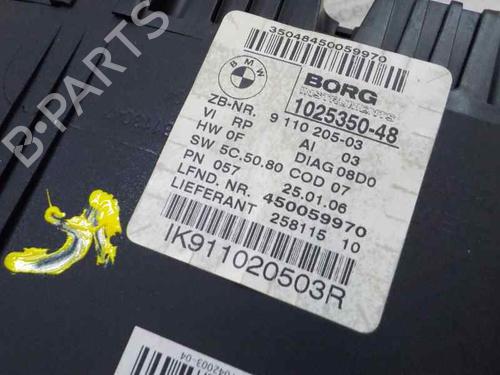 35048450059970
BMW
BORG
INSTRUMENTS
1025350-48
ZB-NR. 9 110 205-03
VI RP AI 03
HW 0F DIAG 08D0
SW 5C.50.80 COD 07
PN 057 25.01.06
LFND. NR. 450059970
LIEFERANT 258115 10
IK911020503R
B-PARTS
7042003-04